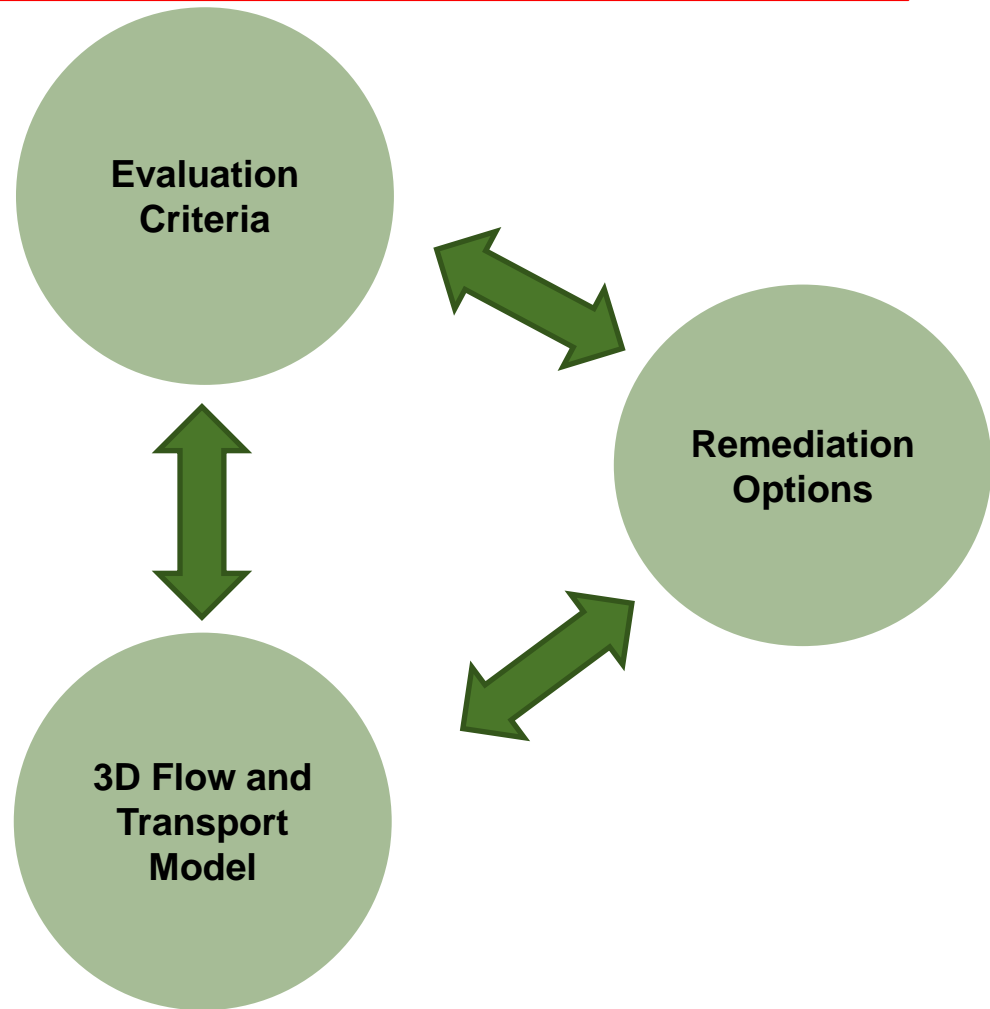 Evaluation
Criteria
Remediation
Options
3D Flow and
Transport
Model